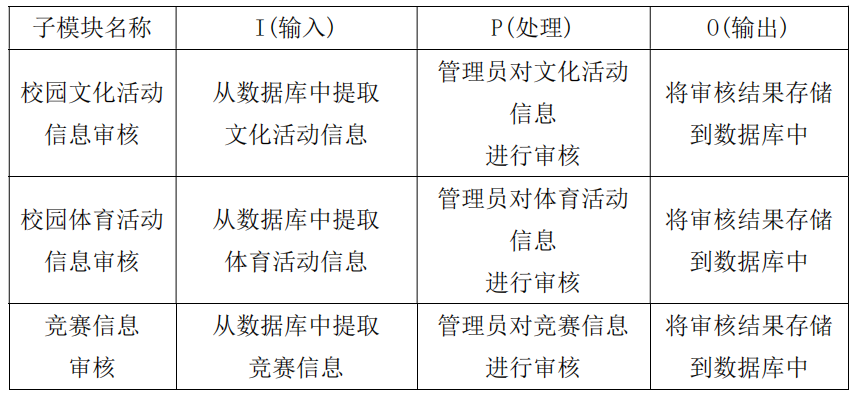 子模块名称 I(输入) P(处理) O(输出)
校园文化活动
信息审核
从数据库中提取
文化活动信息
管理员对文化活动
信息
进行审核
将审核结果存储
到数据库中
校园体育活动
信息审核
从数据库中提取
体育活动信息
管理员对体育活动
信息
进行审核
将审核结果存储
到数据库中
竞赛信息
审核
从数据库中提取
竞赛信息
管理员对竞赛信息
进行审核
将审核结果存储
到数据库中